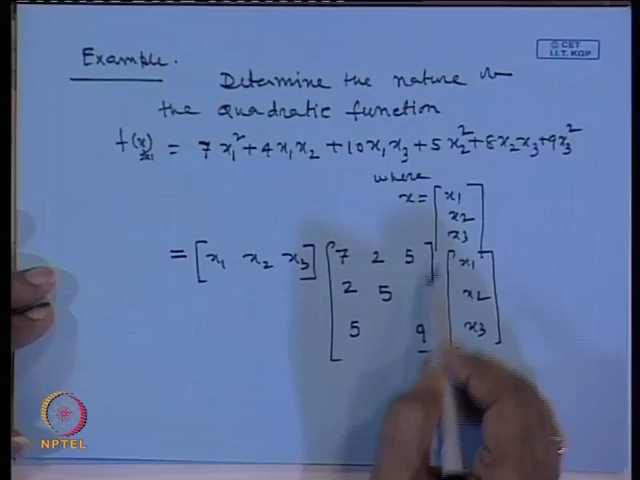 Example.
© CET
I.I.T. KGP
Determine the nature of
the quadratic function
f(x) = 7x₁² + 4x₁x₂ + 10x₁x₃ + 5x₂² + 8x₂x₃ + 9x₃²
where
x = [x₁
x₂
x₃]
= [x₁ x₂ x₃] [7 2 5] [x₁
2 5 x₂
5 9 x₃]
NPTEL